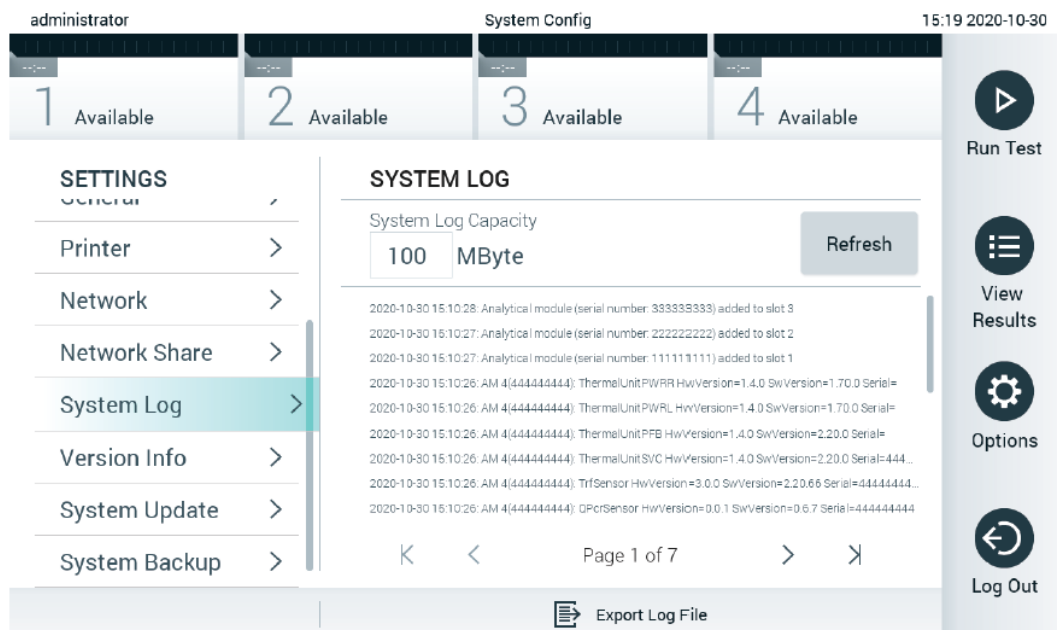 administrator
System Config
15:19 2020-10-30
--:--
--:--
--:--
--:--
1 Available
2 Available
3 Available
4 Available
Run Test
View
Results
Options
Log Out
SETTINGS
General
Printer
Network
Network Share
System Log
Version Info
System Update
System Backup
SYSTEM LOG
System Log Capacity
100 MByte
Refresh
2020-10-30 15:10:28: Analytical module (serial number: 333333333) added to slot 3
2020-10-30 15:10:27: Analytical module (serial number: 222222222) added to slot 2
2020-10-30 15:10:27: Analytical module (serial number: 111111111) added to slot 1
2020-10-30 15:10:26: AM 4(444444444): ThermalUnitPWRR HwVersion=1.4.0 SwVersion=1.70.0 Serial=
2020-10-30 15:10:26: AM 4(444444444): ThermalUnitPWRL HwVersion=1.4.0 SwVersion=1.70.0 Serial=
2020-10-30 15:10:26: AM 4(444444444): ThermalUnitPFB HwVersion=1.4.0 SwVersion=2.20.0 Serial=
2020-10-30 15:10:26: AM 4(444444444): ThermalUnitSVC HwVersion=1.4.0 SwVersion=2.20.0 Serial=444...
2020-10-30 15:10:26: AM 4(444444444): TrfSensor HwVersion=3.0.0 SwVersion=2.20.66 Serial=44444444...
2020-10-30 15:10:26: AM 4(444444444): QPcrSensor HwVersion=0.0.1 SwVersion=0.6.7 Serial=444444444
Page 1 of 7
Export Log File